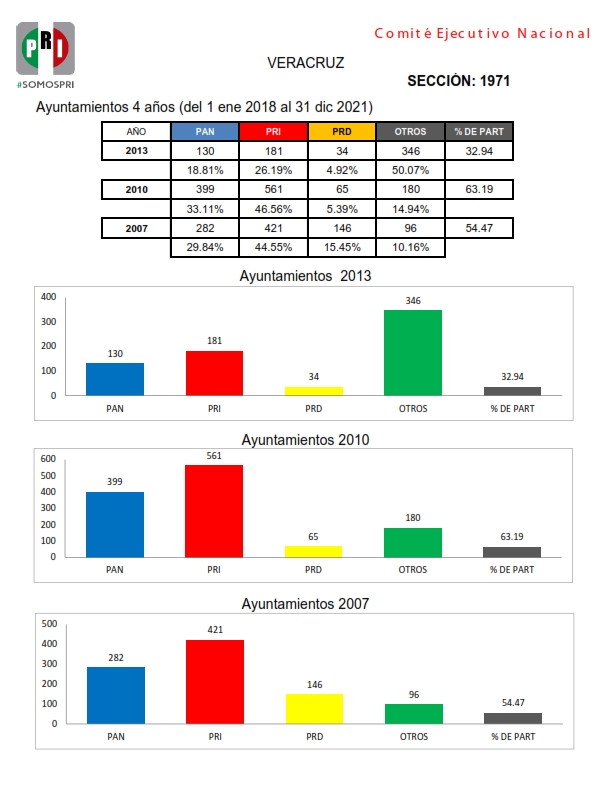 Comité Ejecutivo Nacional
PRI
#SOMOSPRI
VERACRUZ
SECCIÓN: 1971
Ayuntamientos 4 años (del 1 ene 2018 al 31 dic 2021)
AÑO PAN PRI PRD OTROS % DE PART
2013 130 181 34 346 32.94
18.81% 26.19% 4.92% 50.07%
2010 399 561 65 180 63.19
33.11% 46.56% 5.39% 14.94%
2007 282 421 146 96 54.47
29.84% 44.55% 15.45% 10.16%
Ayuntamientos 2013
400
300
200
100
0
130 181 34 346 32.94
PAN PRI PRD OTROS % DE PART
Ayuntamientos 2010
600
500
400
300
200
100
0
399 561 65 180 63.19
PAN PRI PRD OTROS % DE PART
Ayuntamientos 2007
500
400
300
200
100
0
282 421 146 96 54.47
PAN PRI PRD OTROS % DE PART